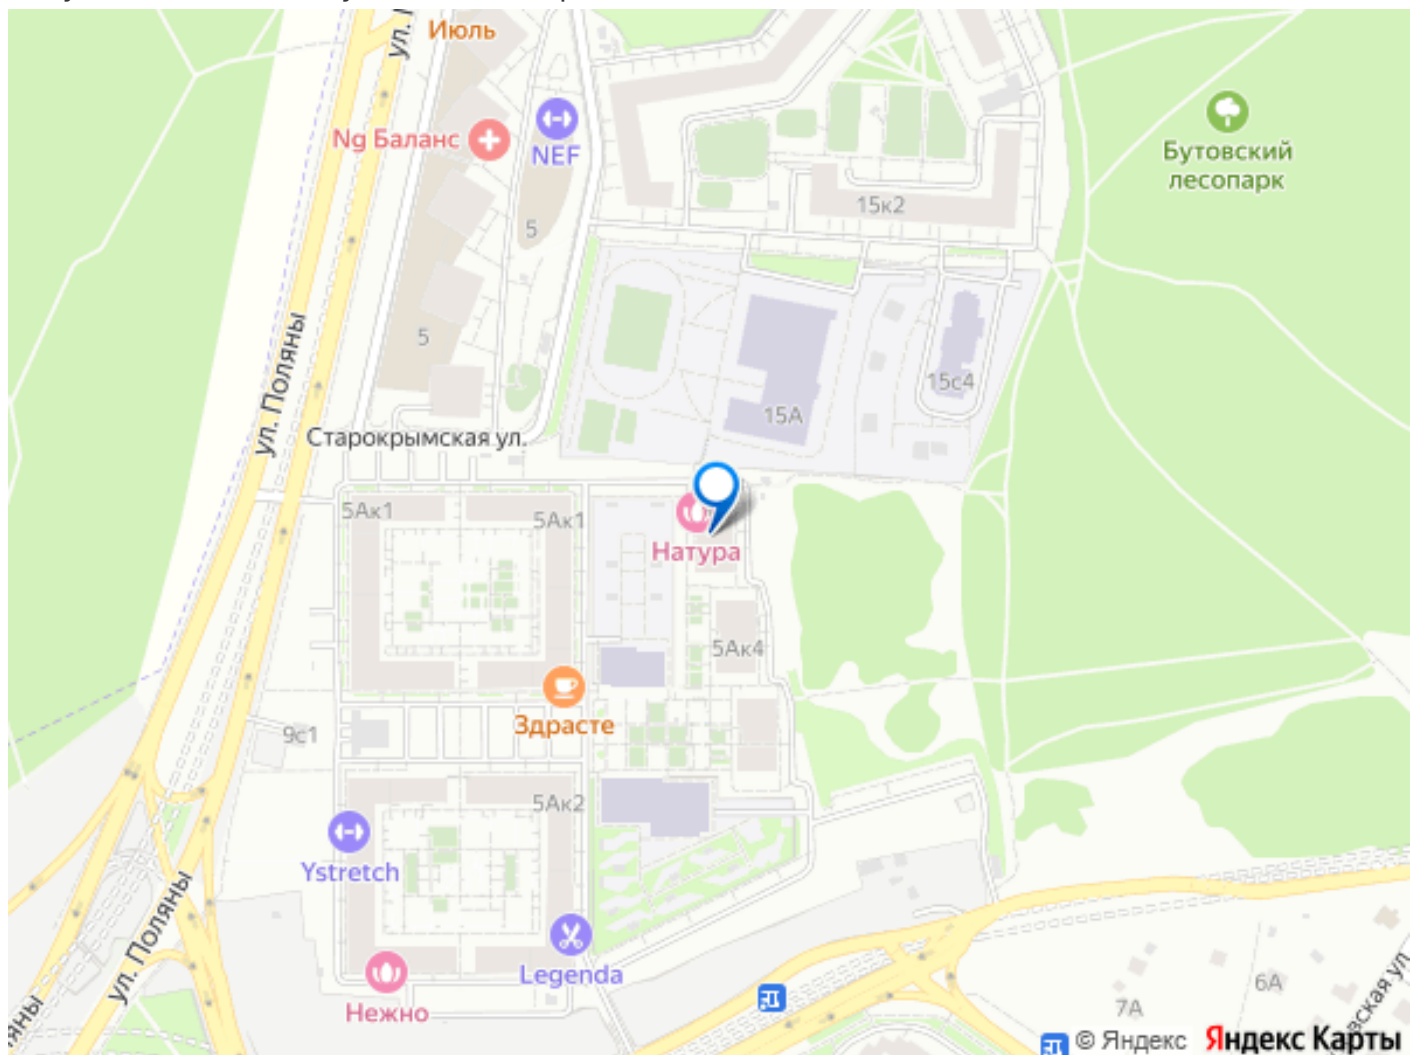 Июль
ул.
Ng Баланс
NEF
5
15к2
Бутовский
лесопарк
ул. Поляны
5
15с4
15А
Старокрымская ул.
5Ак1
5Ак1
Натура
5Ак4
Здрасте
9с1
5Ак2
Ystretch
ул. Поляны
Legenda
Нежно
6А
7А
© Яндекс
Яндекс Карты